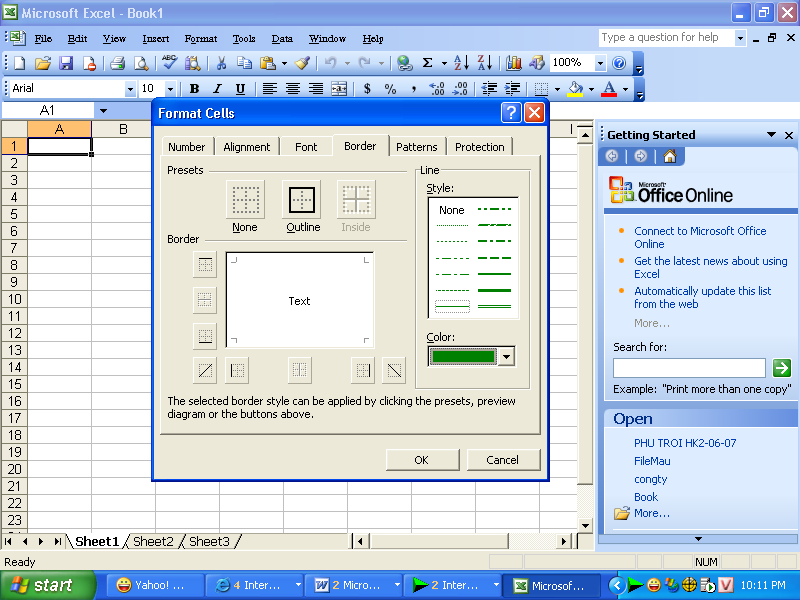 Microsoft Excel - Book1
File Edit View Insert Format Tools Data Window Help
Type a question for help
100%
Arial 10 B I U $ % ,
A1
A B I
1
2
3
4
5
6
7
8
9
10
11
12
13
14
15
16
17
18
19
20
21
22
23
Format Cells
Number Alignment Font Border Patterns Protection
Presets
None Outline Inside
Border
Text
Line
Style:
None
Color:
The selected border style can be applied by clicking the presets, preview
diagram or the buttons above.
OK Cancel
Getting Started
Microsoft
Office Online
Connect to Microsoft Office
Online
Get the latest news about using
Excel
Automatically update this list
from the web
More...
Search for:
Example: "Print more than one copy"
Open
PHU TROI HK2-06-07
FileMau
congty
Book
More...
Sheet1 Sheet2 Sheet3
Ready NUM
start Yahoo! ... 4 Inter... 2 Micro... 2 Inter... Microsof... 10:11 PM